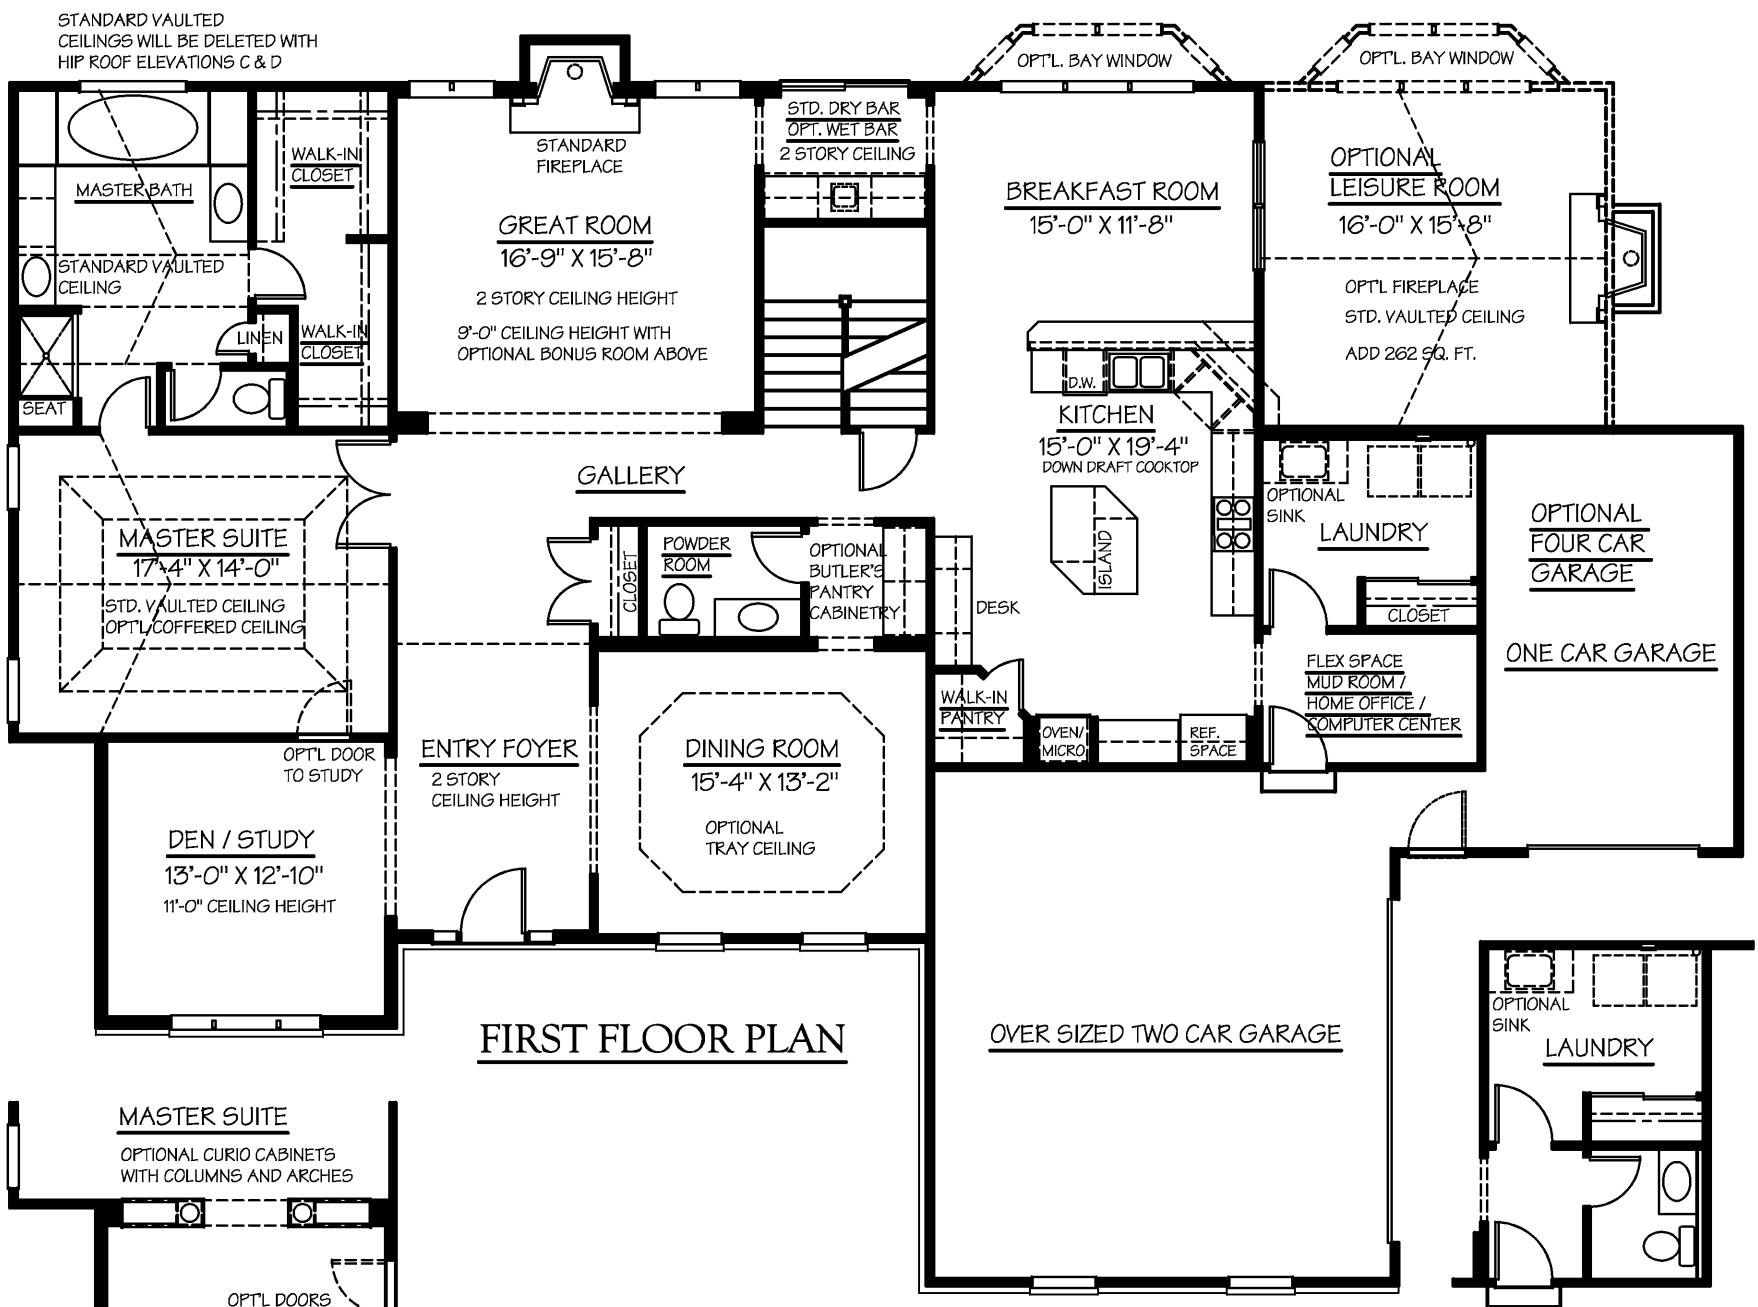 STANDARD VAULTED
CEILINGS WILL BE DELETED WITH
HIP ROOF ELEVATIONS C & D
OPT'L. BAY WINDOW
OPT'L. BAY WINDOW
MASTER BATH
STANDARD VAULTED
CEILING
WALK-IN
CLOSET
WALK-IN
CLOSET
LINEN
SEAT
STANDARD
FIREPLACE
GREAT ROOM
16'-9" X 15'-8"
2 STORY CEILING HEIGHT
9'-0" CEILING HEIGHT WITH
OPTIONAL BONUS ROOM ABOVE
STD. DRY BAR
OPT. WET BAR
2 STORY CEILING
BREAKFAST ROOM
15'-0" X 11'-8"
OPTIONAL
LEISURE ROOM
16'-0" X 15'-8"
OPT'L FIREPLACE
STD. VAULTED CEILING
ADD 262 SQ. FT.
D.W.
KITCHEN
15'-0" X 19'-4"
DOWN DRAFT COOKTOP
ISLAND
GALLERY
MASTER SUITE
17'-4" X 14'-0"
STD. VAULTED CEILING
OPT'L COFFERED CEILING
CLOSET
POWDER
ROOM
OPTIONAL
BUTLER'S
PANTRY
CABINETRY
DESK
OPTIONAL
SINK
LAUNDRY
CLOSET
OPTIONAL
FOUR CAR
GARAGE
ONE CAR GARAGE
FLEX SPACE
MUD ROOM /
HOME OFFICE /
COMPUTER CENTER
WALK-IN
PANTRY
OVEN/
MICRO
REF.
SPACE
OPT'L DOOR
TO STUDY
ENTRY FOYER
2 STORY
CEILING HEIGHT
DINING ROOM
15'-4" X 13'-2"
OPTIONAL
TRAY CEILING
DEN / STUDY
13'-0" X 12'-10"
11'-0" CEILING HEIGHT
FIRST FLOOR PLAN
OVER SIZED TWO CAR GARAGE
OPTIONAL
SINK
LAUNDRY
MASTER SUITE
OPTIONAL CURIO CABINETS
WITH COLUMNS AND ARCHES
OPT'L DOORS